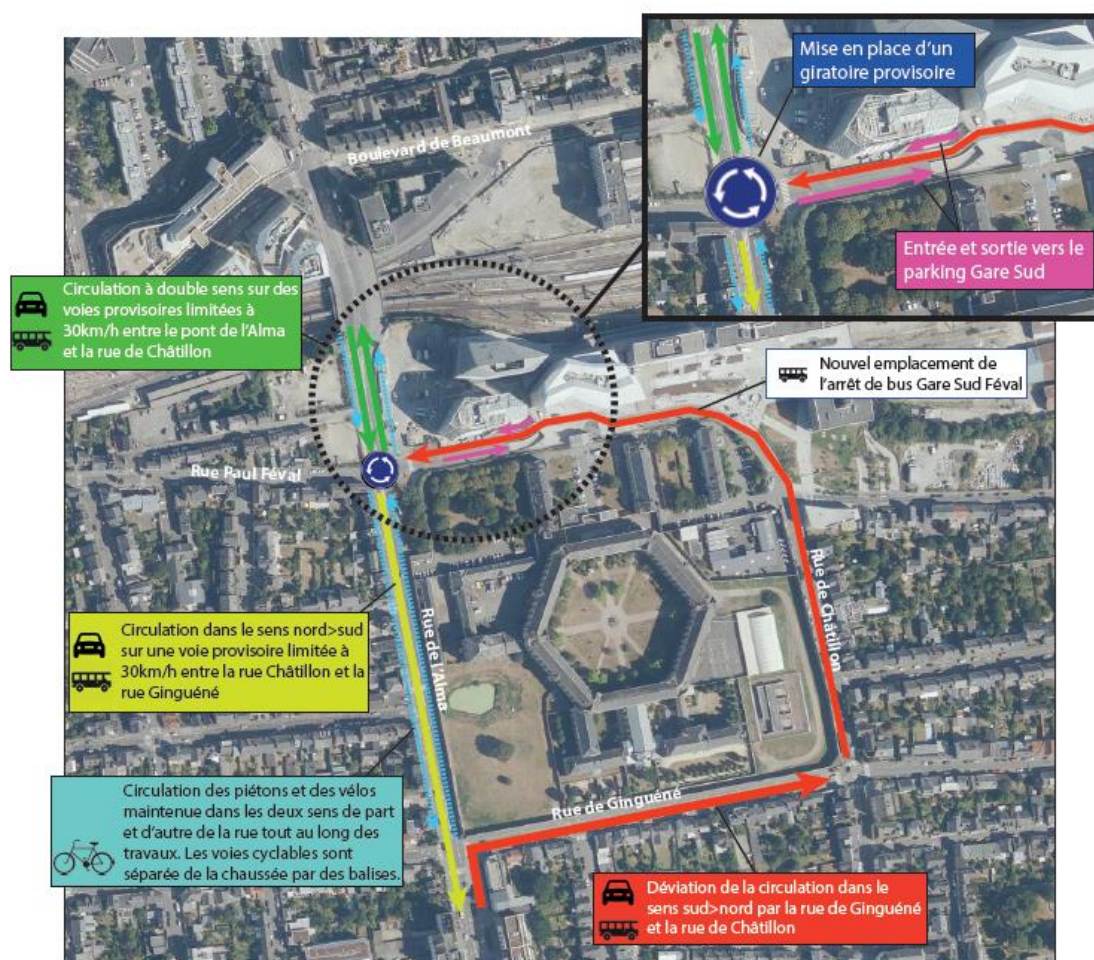 Mise en place d'un
giratoire provisoire
Boulevard de Beaumont
Entrée et sortie vers le
parking Gare Sud
Circulation à double sens sur des
voies provisoires limitées à
30km/h entre le pont de l'Alma
et la rue de Châtillon
Nouvel emplacement de
l'arrêt de bus Gare Sud Féval
Rue Paul Féval
Rue de Châtillon
Rue de l'Alma
Circulation dans le sens nord>sud
sur une voie provisoire limitée à
30km/h entre la rue Châtillon et la
rue Ginguéné
Rue de Ginguéné
Circulation des piétons et des vélos
maintenue dans les deux sens de part
et d'autre de la rue tout au long des
travaux. Les voies cyclables sont
séparée de la chaussée par des balises.
Déviation de la circulation dans le
sens sud>nord par la rue de Ginguéné
et la rue de Châtillon